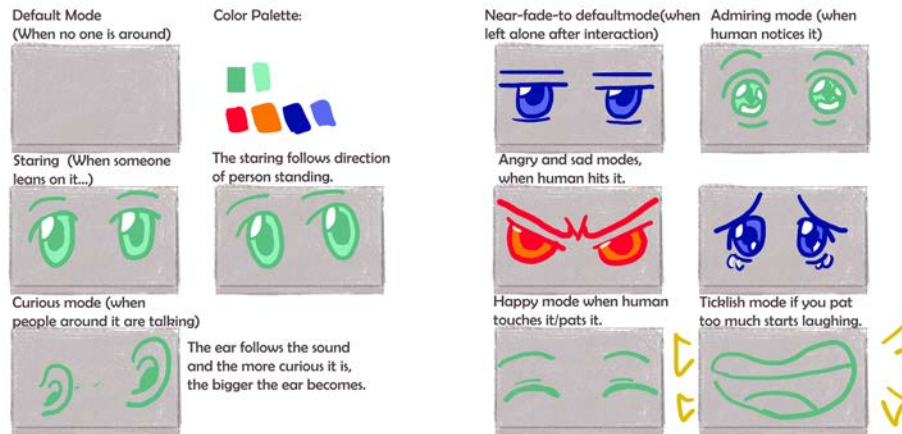 Default Mode
(When no one is around)
Color Palette:
Staring (When someone
leans on it...)
The staring follows direction
of person standing.
Curious mode (when
people around it are talking)
The ear follows the sound
and the more curious it is,
the bigger the ear becomes.
Near-fade-to defaultmode(when
left alone after interaction)
Admiring mode (when
human notices it)
Angry and sad modes,
when human hits it.
Happy mode when human
touches it/pats it.
Ticklish mode if you pat
too much starts laughing.